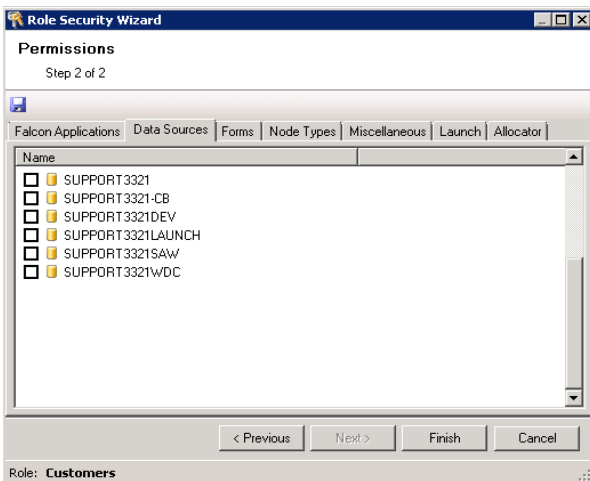 Role Security Wizard
Permissions
Step 2 of 2
Falcon Applications Data Sources Forms Node Types Miscellaneous Launch Allocator
Name
SUPPORT3321
SUPPORT3321-CB
SUPPORT3321DEV
SUPPORT3321LAUNCH
SUPPORT3321SAW
SUPPORT3321WDC
< Previous Next > Finish Cancel
Role: Customers